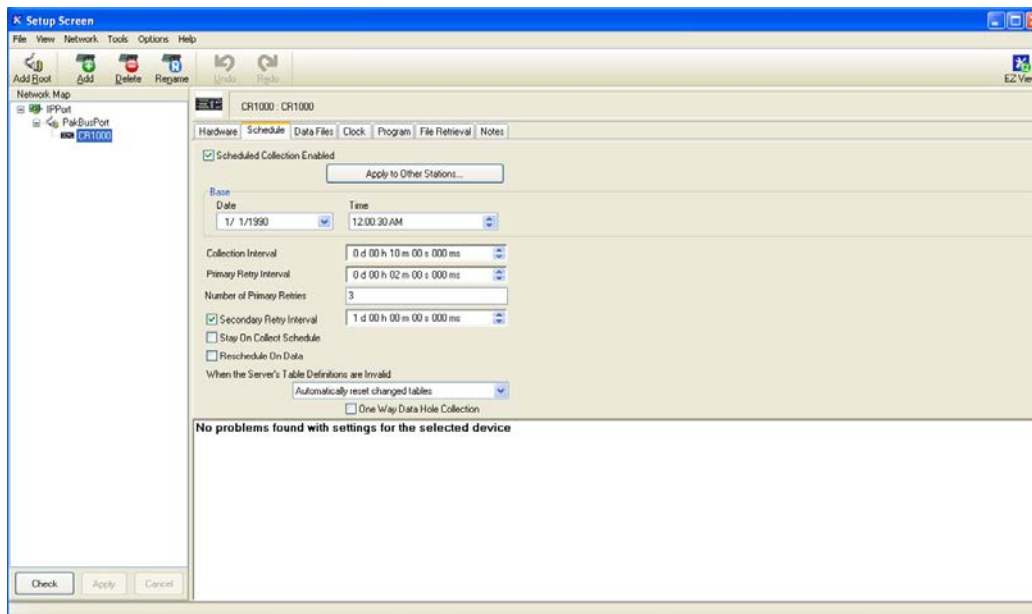 Setup Screen
File View Network Tools Options Help
Add Root Add Delete Rename Undo Redo
Network Map
IPPort
PakBusPort
CR1000
CR1000 : CR1000
Hardware Schedule Data Files Clock Program File Retrieval Notes
Scheduled Collection Enabled
Apply to Other Stations...
Base
Date Time
1/ 1/1990 12:00:30 AM
Collection Interval 0 d 00 h 10 m 00 s 000 ms
Primary Retry Interval 0 d 00 h 02 m 00 s 000 ms
Number of Primary Retries 3
Secondary Retry Interval 1 d 00 h 00 m 00 s 000 ms
Stay On Collect Schedule
Reschedule On Data
When the Server's Table Definitions are Invalid
Automatically reset changed tables
One Way Data Hole Collection
No problems found with settings for the selected device
Check Apply Cancel